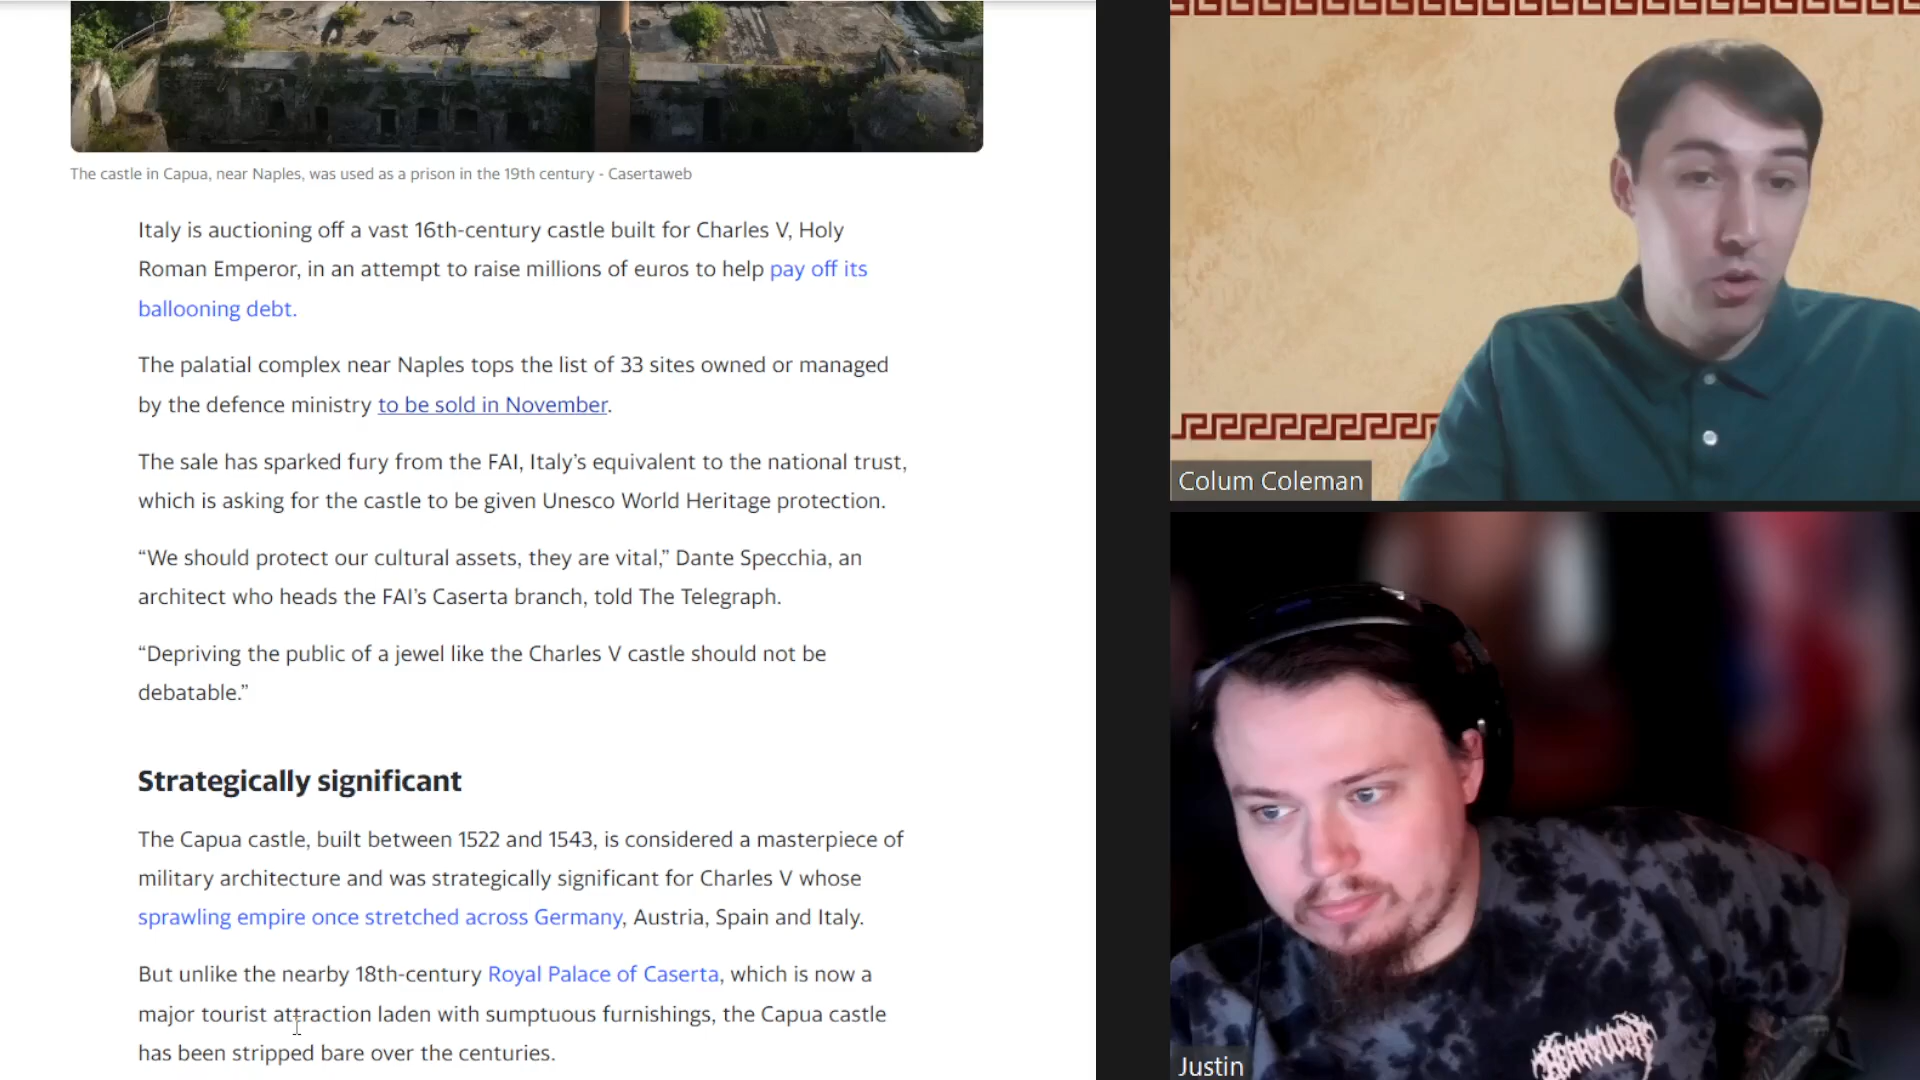 The castle in Capua, near Naples, was used as a prison in the 19th century - Casertaweb
Italy is auctioning off a vast 16th-century castle built for Charles V, Holy
Roman Emperor, in an attempt to raise millions of euros to help pay off its
ballooning debt.
The palatial complex near Naples tops the list of 33 sites owned or managed
by the defence ministry to be sold in November.
The sale has sparked fury from the FAI, Italy’s equivalent to the national trust,
which is asking for the castle to be given Unesco World Heritage protection.
“We should protect our cultural assets, they are vital,” Dante Specchia, an
architect who heads the FAI’s Caserta branch, told The Telegraph.
“Depriving the public of a jewel like the Charles V castle should not be
debatable.”
Strategically significant
The Capua castle, built between 1522 and 1543, is considered a masterpiece of
military architecture and was strategically significant for Charles V whose
sprawling empire once stretched across Germany, Austria, Spain and Italy.
But unlike the nearby 18th-century Royal Palace of Caserta, which is now a
major tourist attraction laden with sumptuous furnishings, the Capua castle
has been stripped bare over the centuries.
Colum Coleman
Justin